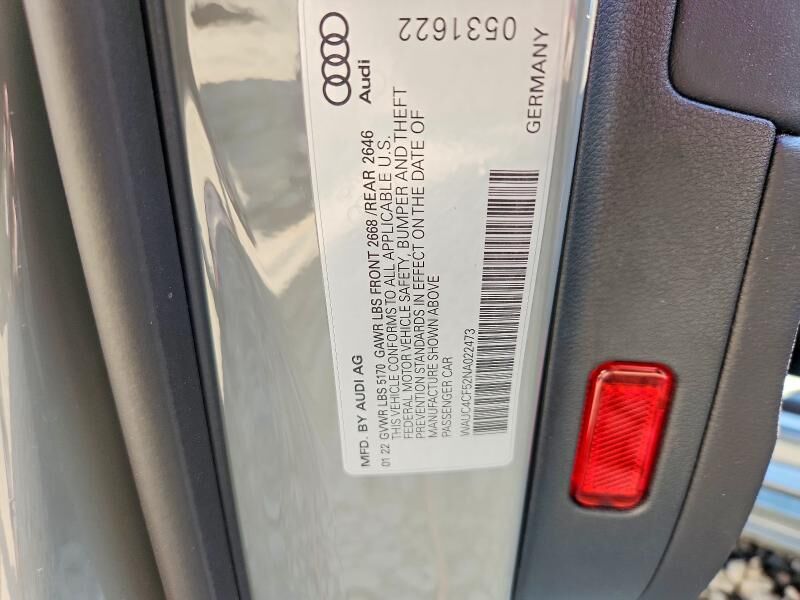 Audi
0531622
MFD. BY AUDI AG
GERMANY
01 22 GVWR LBS 5170 GAWR LBS FRONT 2668 /REAR 2646
THIS VEHICLE CONFORMS TO ALL APPLICABLE U.S.
FEDERAL MOTOR VEHICLE SAFETY, BUMPER AND THEFT
PREVENTION STANDARDS IN EFFECT ON THE DATE OF
MANUFACTURE SHOWN ABOVE
PASSENGER CAR
WAUC4CF52NA022473